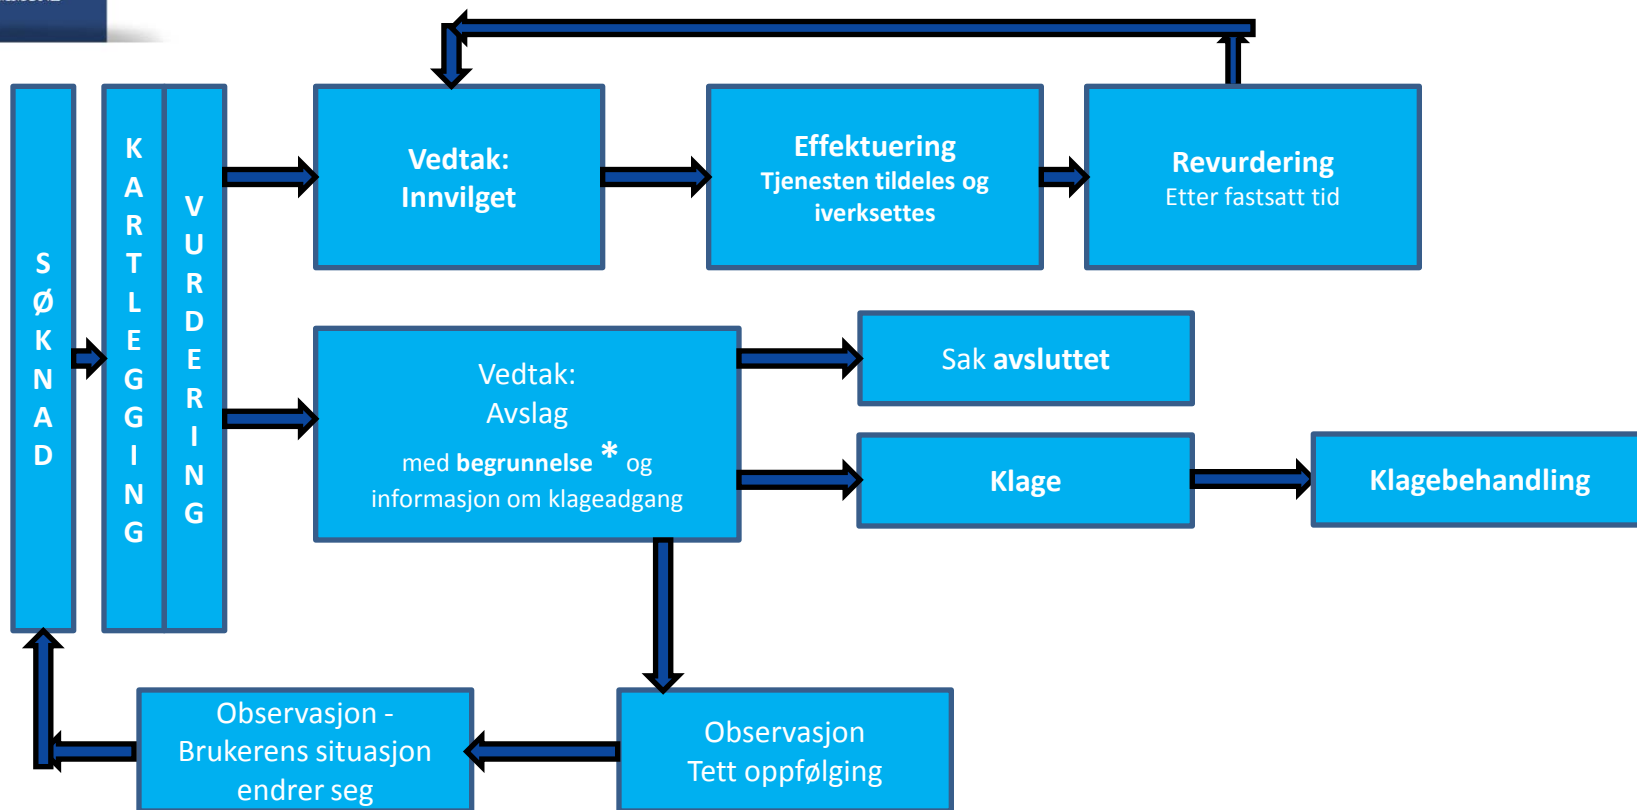 SØKNAD
KARTLEGGING
VURDERING
Vedtak:
Innvilget
Effektuering
Tjenesten tildeles og
iverksettes
Revurdering
Etter fastsatt tid
Vedtak:
Avslag
med begrunnelse * og
informasjon om klageadgang
Sak avsluttet
Klage
Klagebehandling
Observasjon -
Brukerens situasjon
endrer seg
Observasjon
Tett oppfølging